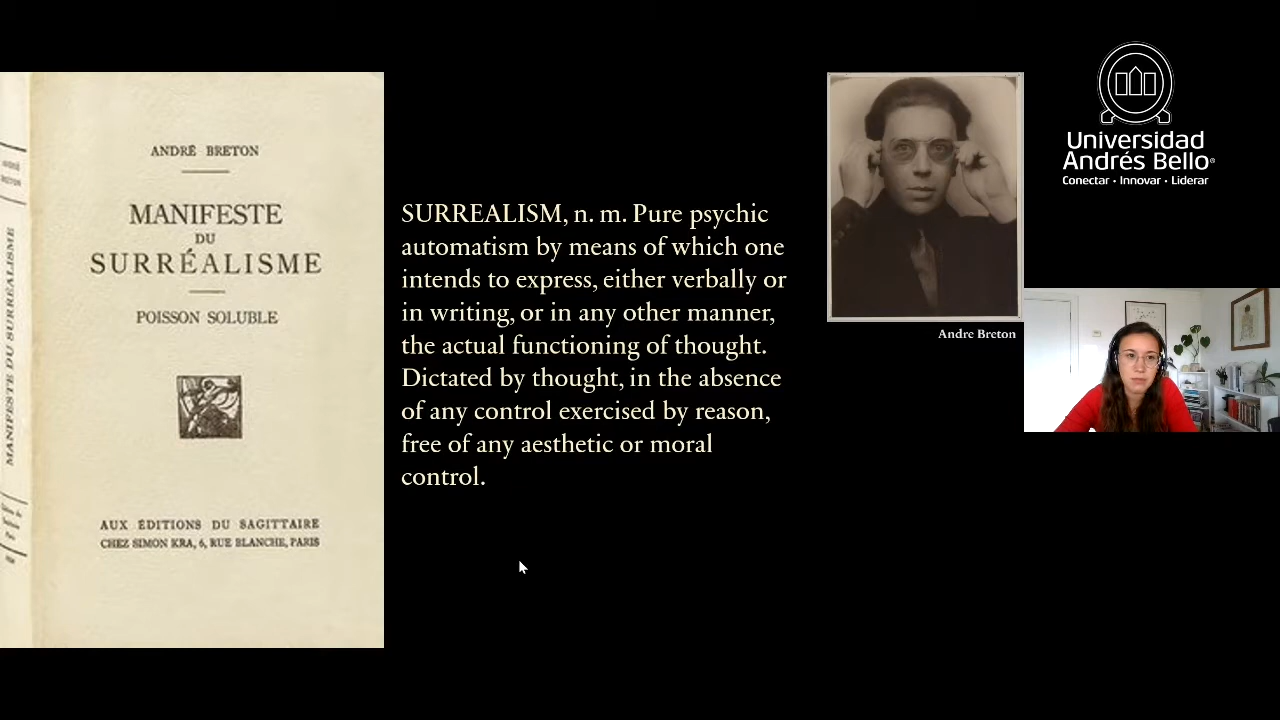 ANDRÉ BRETON
MANIFESTE
DU
SURRÉALISME
POISSON SOLUBLE
AUX ÉDITIONS DU SAGITTAIRE
CHEZ SIMON KRA, 6, RUE BLANCHE, PARIS
ANDRÉ
BRETON
MANIFESTE DU SURRÉALISME
SURREALISM, n. m. Pure psychic
automatism by means of which one
intends to express, either verbally or
in writing, or in any other manner,
the actual functioning of thought.
Dictated by thought, in the absence
of any control exercised by reason,
free of any aesthetic or moral
control.
Andre Breton
Universidad
Andrés Bello®
Conectar · Innovar · Liderar